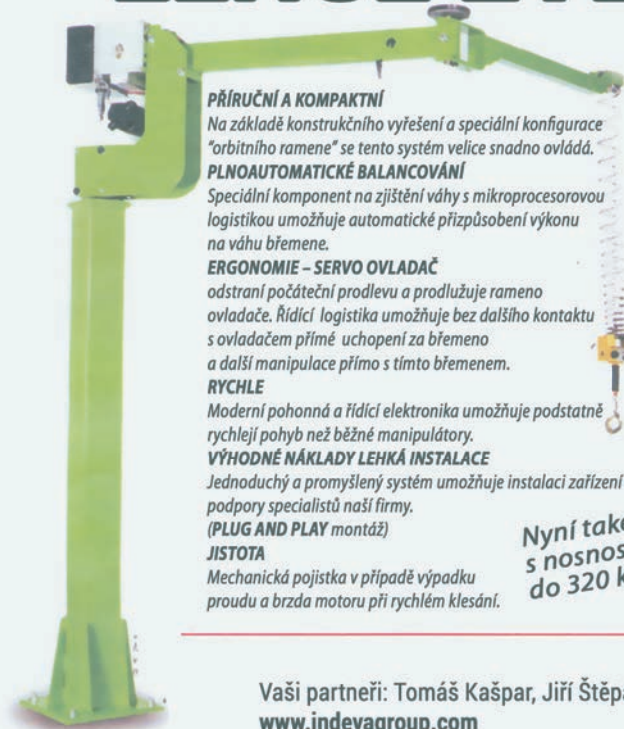 PŘÍRUČNÍ A KOMPAKTNÍ
Na základě konstrukčního vyřešení a speciální konfigurace
"orbitního ramene" se tento systém velice snadno ovládá.
PLNOAUTOMATICKÉ BALANCOVÁNÍ
Speciální komponent na zjištění váhy s mikroprocesorovou
logistikou umožňuje automatické přizpůsobení výkonu
na váhu břemene.
ERGONOMIE – SERVO OVLADAČ
odstraní počáteční prodlevu a prodlužuje rameno
ovladače. Řídící logistika umožňuje bez dalšího kontaktu
s ovladačem přímé uchopení za břemeno
a další manipulace přímo s tímto břemenem.
RYCHLE
Moderní pohonná a řídící elektronika umožňuje podstatně
rychlejí pohyb než běžné manipulátory.
VÝHODNÉ NÁKLADY LEHKÁ INSTALACE
Jednoduchý a promyšlený systém umožňuje instalaci zařízení
podpory specialistů naší firmy.
(PLUG AND PLAY montáž)
JISTOTA
Mechanická pojistka v případě výpadku
proudu a brzda motoru při rychlém klesání.
Nyní také
s nosnos
do 320 k
Vaši partneři: Tomáš Kašpar, Jiří Štěpá
www.indevagroup.com